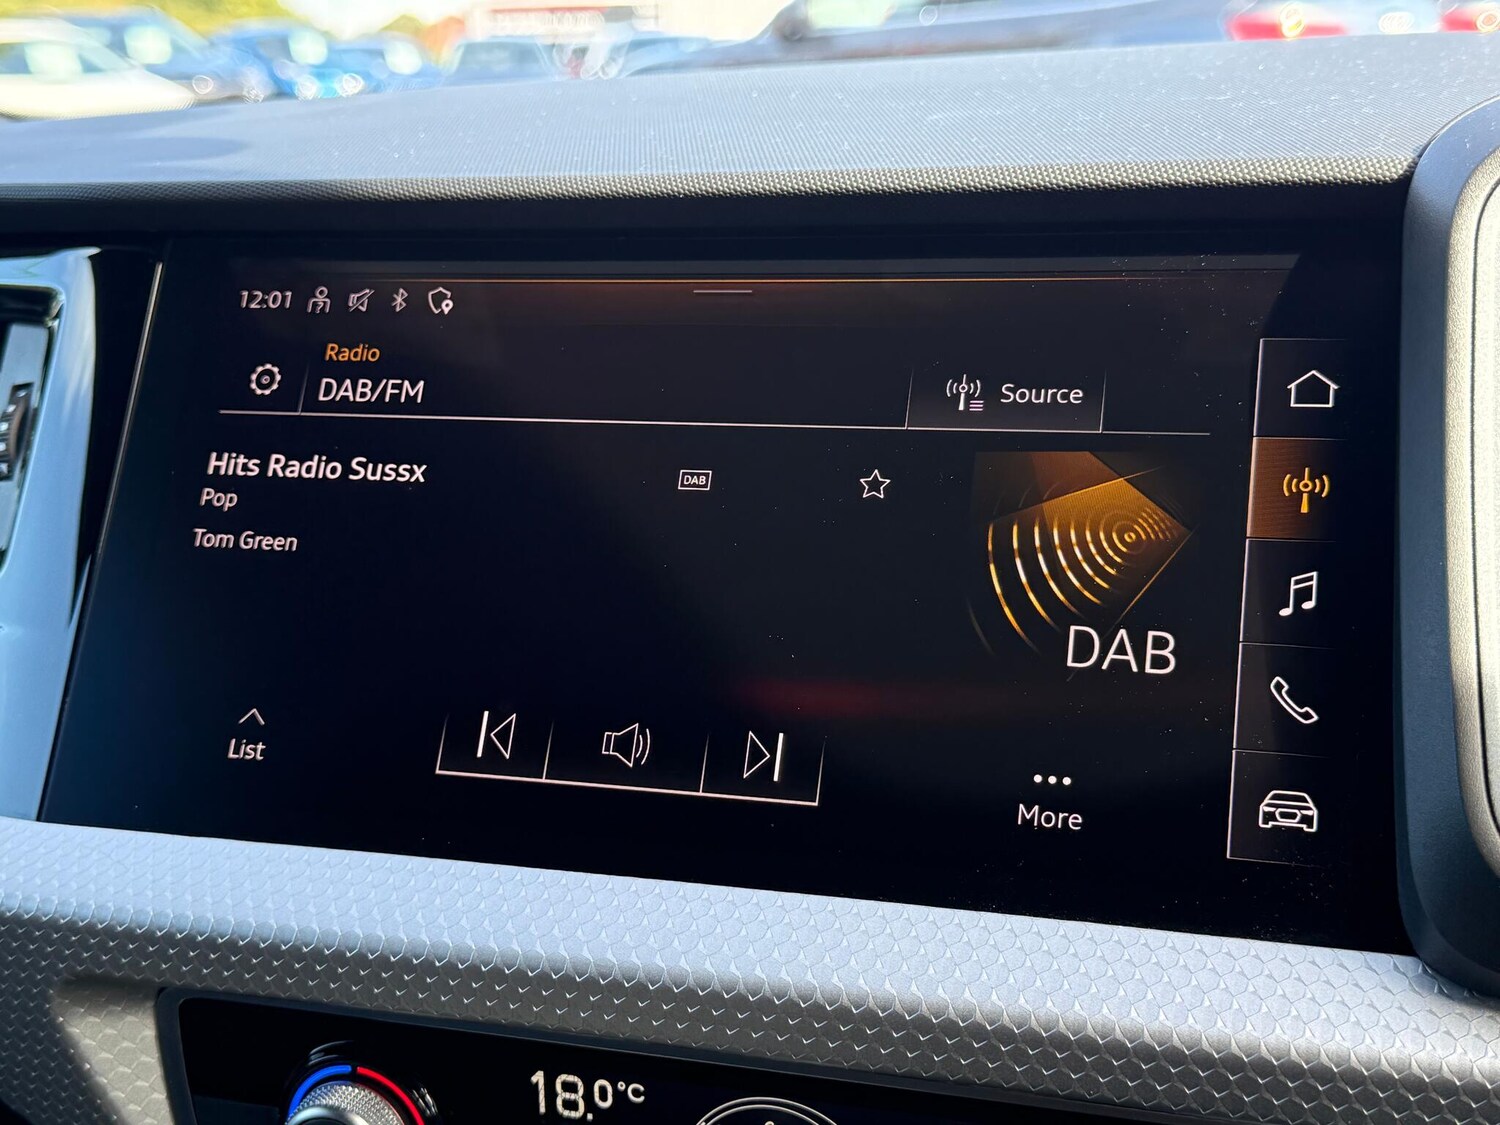 12:01
Radio
DAB/FM
Source
Hits Radio Sussx
DAB
Pop
Tom Green
DAB
List
More
18.0°C